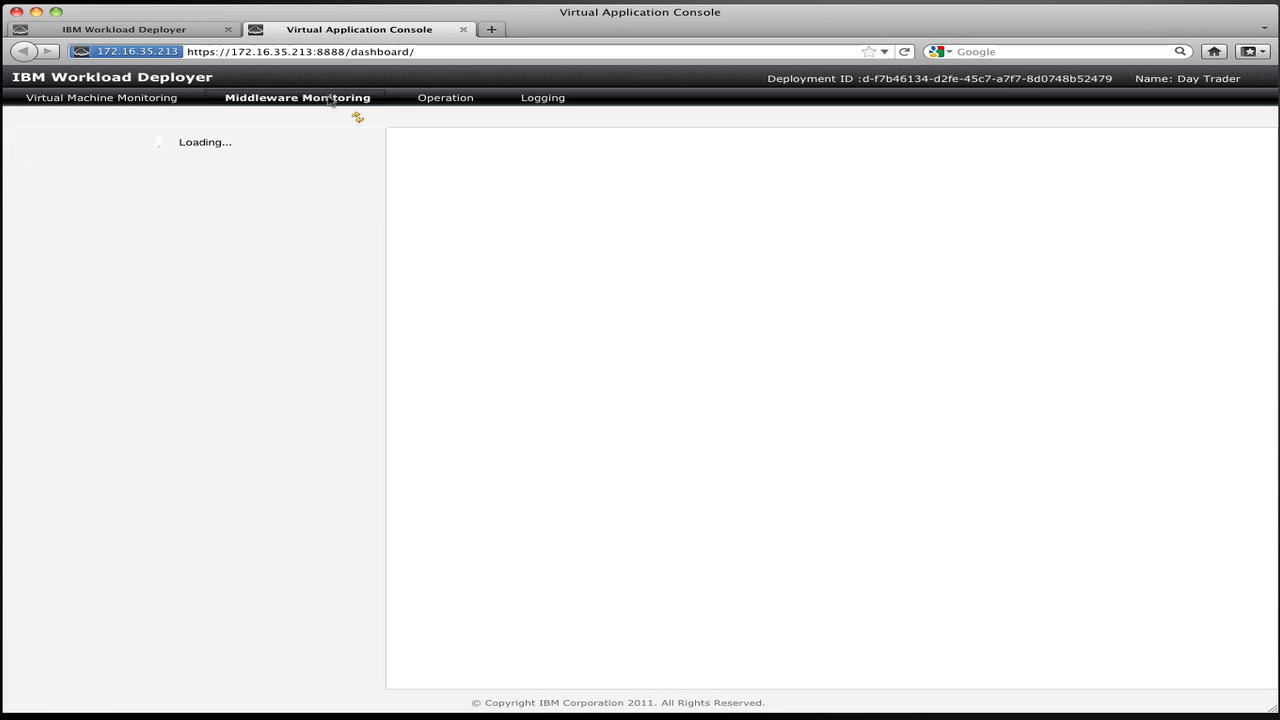 Virtual Application Console
IBM Workload Deployer
Virtual Application Console
172.16.35.213 https://172.16.35.213:8888/dashboard/
Google
IBM Workload Deployer
Deployment ID :d-f7b46134-d2fe-45c7-a7f7-8d0748b52479 Name: Day Trader
Virtual Machine Monitoring Middleware Monitoring Operation Logging
Loading...
© Copyright IBM Corporation 2011. All Rights Reserved.